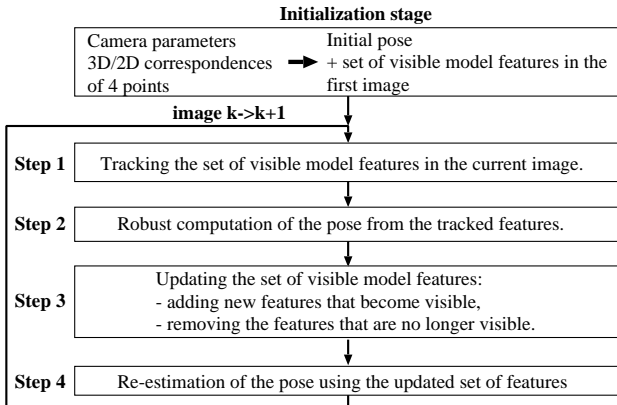 Initialization stage
Camera parameters
3D/2D correspondences
of 4 points
Initial pose
+ set of visible model features in the
first image
image k->k+1
Step 1
Tracking the set of visible model features in the current image.
Step 2
Robust computation of the pose from the tracked features.
Step 3
Updating the set of visible model features:
- adding new features that become visible,
- removing the features that are no longer visible.
Step 4
Re-estimation of the pose using the updated set of features